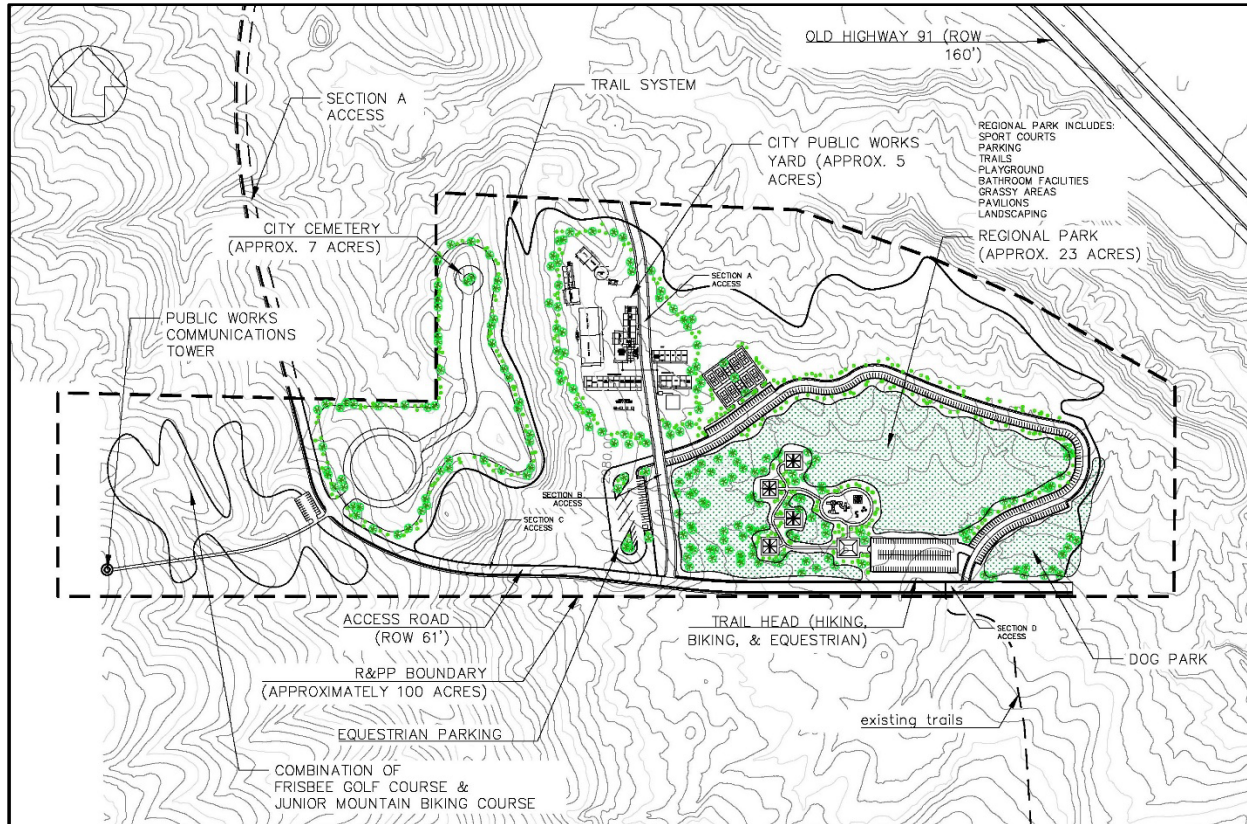 OLD HIGHWAY 91 (ROW
160')
SECTION A
ACCESS
TRAIL SYSTEM
CITY PUBLIC WORKS
YARD (APPROX. 5
ACRES)
REGIONAL PARK INCLUDES:
SPORT COURTS
PARKING
TRAILS
PLAYGROUND
BATHROOM FACILITIES
GRASSY AREAS
PAVILIONS
LANDSCAPING
CITY CEMETERY
(APPROX. 7 ACRES)
REGIONAL PARK
(APPROX. 23 ACRES)
SECTION A
ACCESS
PUBLIC WORKS
COMMUNICATIONS
TOWER
SECTION B
ACCESS
SECTION C
ACCESS
ACCESS ROAD
(ROW 61')
TRAIL HEAD (HIKING,
BIKING, & EQUESTRIAN)
SECTION D
ACCESS
DOG PARK
R&PP BOUNDARY
(APPROXIMATELY 100 ACRES)
existing trails
EQUESTRIAN PARKING
COMBINATION OF
FRISBEE GOLF COURSE &
JUNIOR MOUNTAIN BIKING COURSE